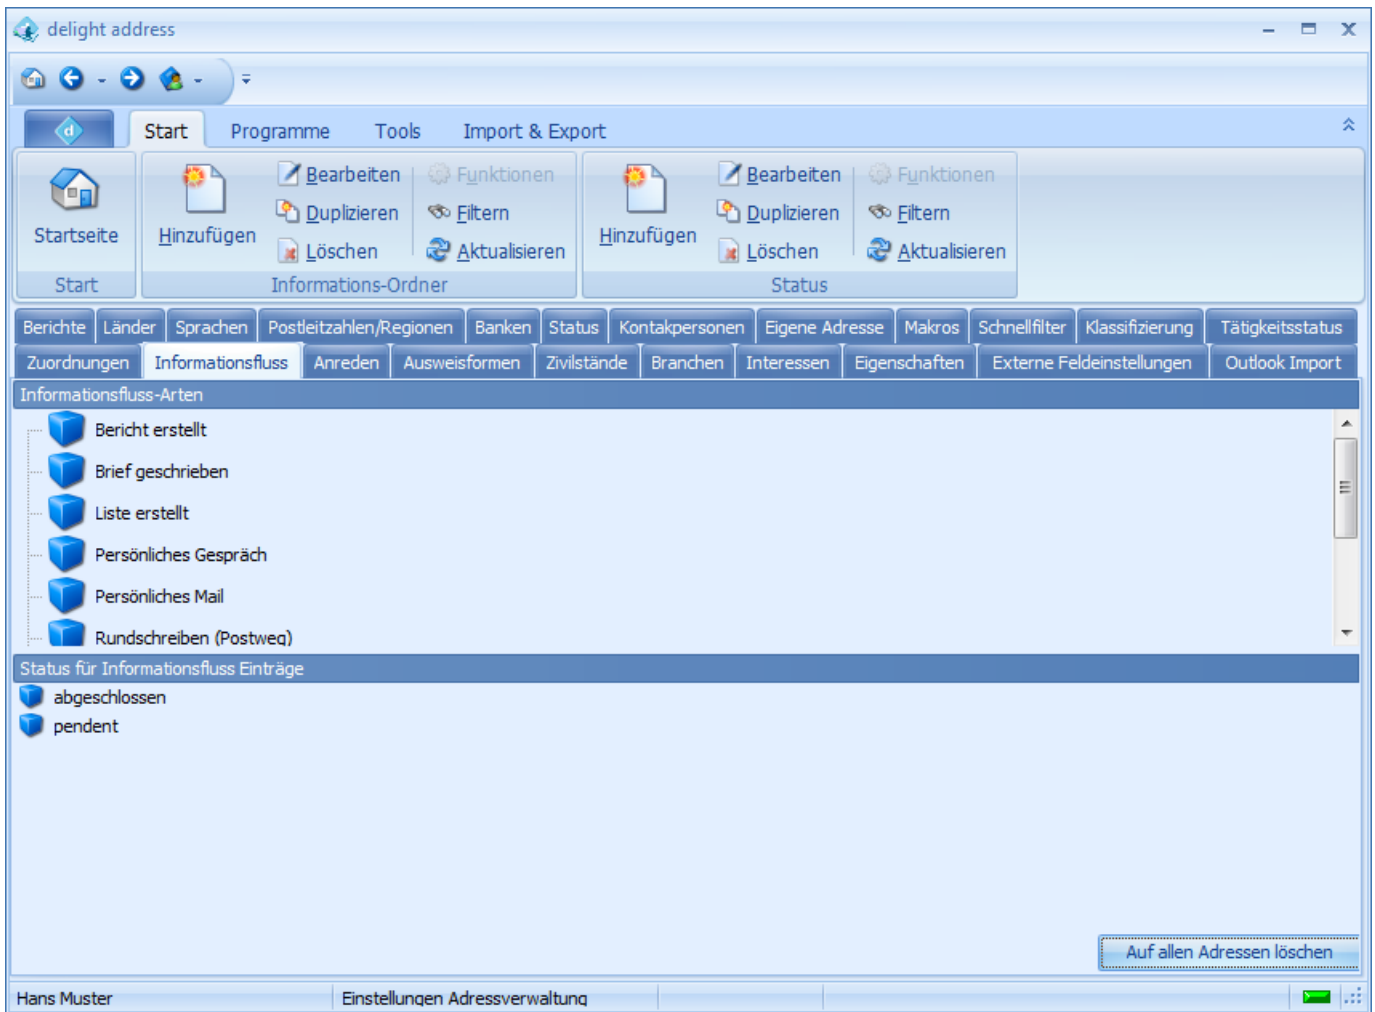 delight address
Start Programme Tools Import & Export
Startseite
Start
Hinzufügen
Bearbeiten
Duplizieren
Löschen
Funktionen
Filtern
Aktualisieren
Informations-Ordner
Hinzufügen
Bearbeiten
Duplizieren
Löschen
Funktionen
Filtern
Aktualisieren
Status
Berichte Länder Sprachen Postleitzahlen/Regionen Banken Status Kontakpersonen Eigene Adresse Makros Schnellfilter Klassifizierung Tätigkeitsstatus
Zuordnungen Informationsfluss Anreden Ausweisformen Zivilstände Branchen Interessen Eigenschaften Externe Feldeinstellungen Outlook Import
Informationsfluss-Arten
Bericht erstellt
Brief geschrieben
Liste erstellt
Persönliches Gespräch
Persönliches Mail
Rundschreiben (Postweg)
Status für Informationsfluss Einträge
abgeschlossen
pendent
Auf allen Adressen löschen
Hans Muster Einstellungen Adressverwaltung